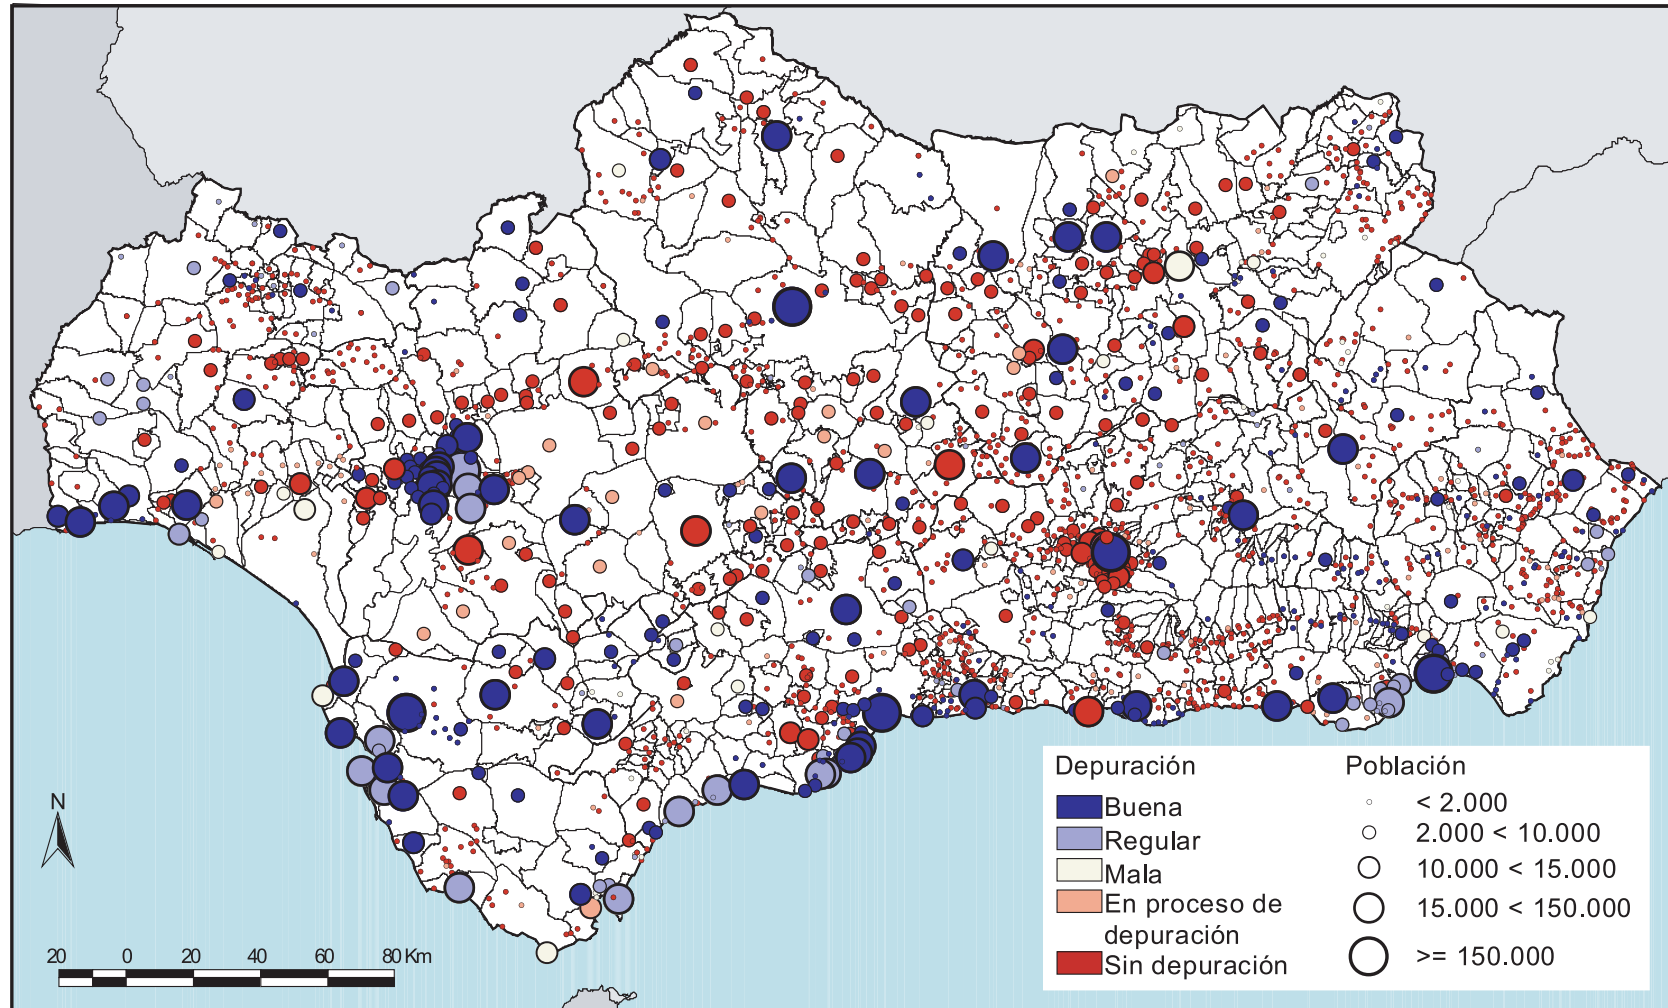 Depuración
Buena
Regular
Mala
En proceso de
depuración
Sin depuración
Población
< 2.000
2.000 < 10.000
10.000 < 15.000
15.000 < 150.000
>= 150.000
N
20 0 20 40 60 80 Km